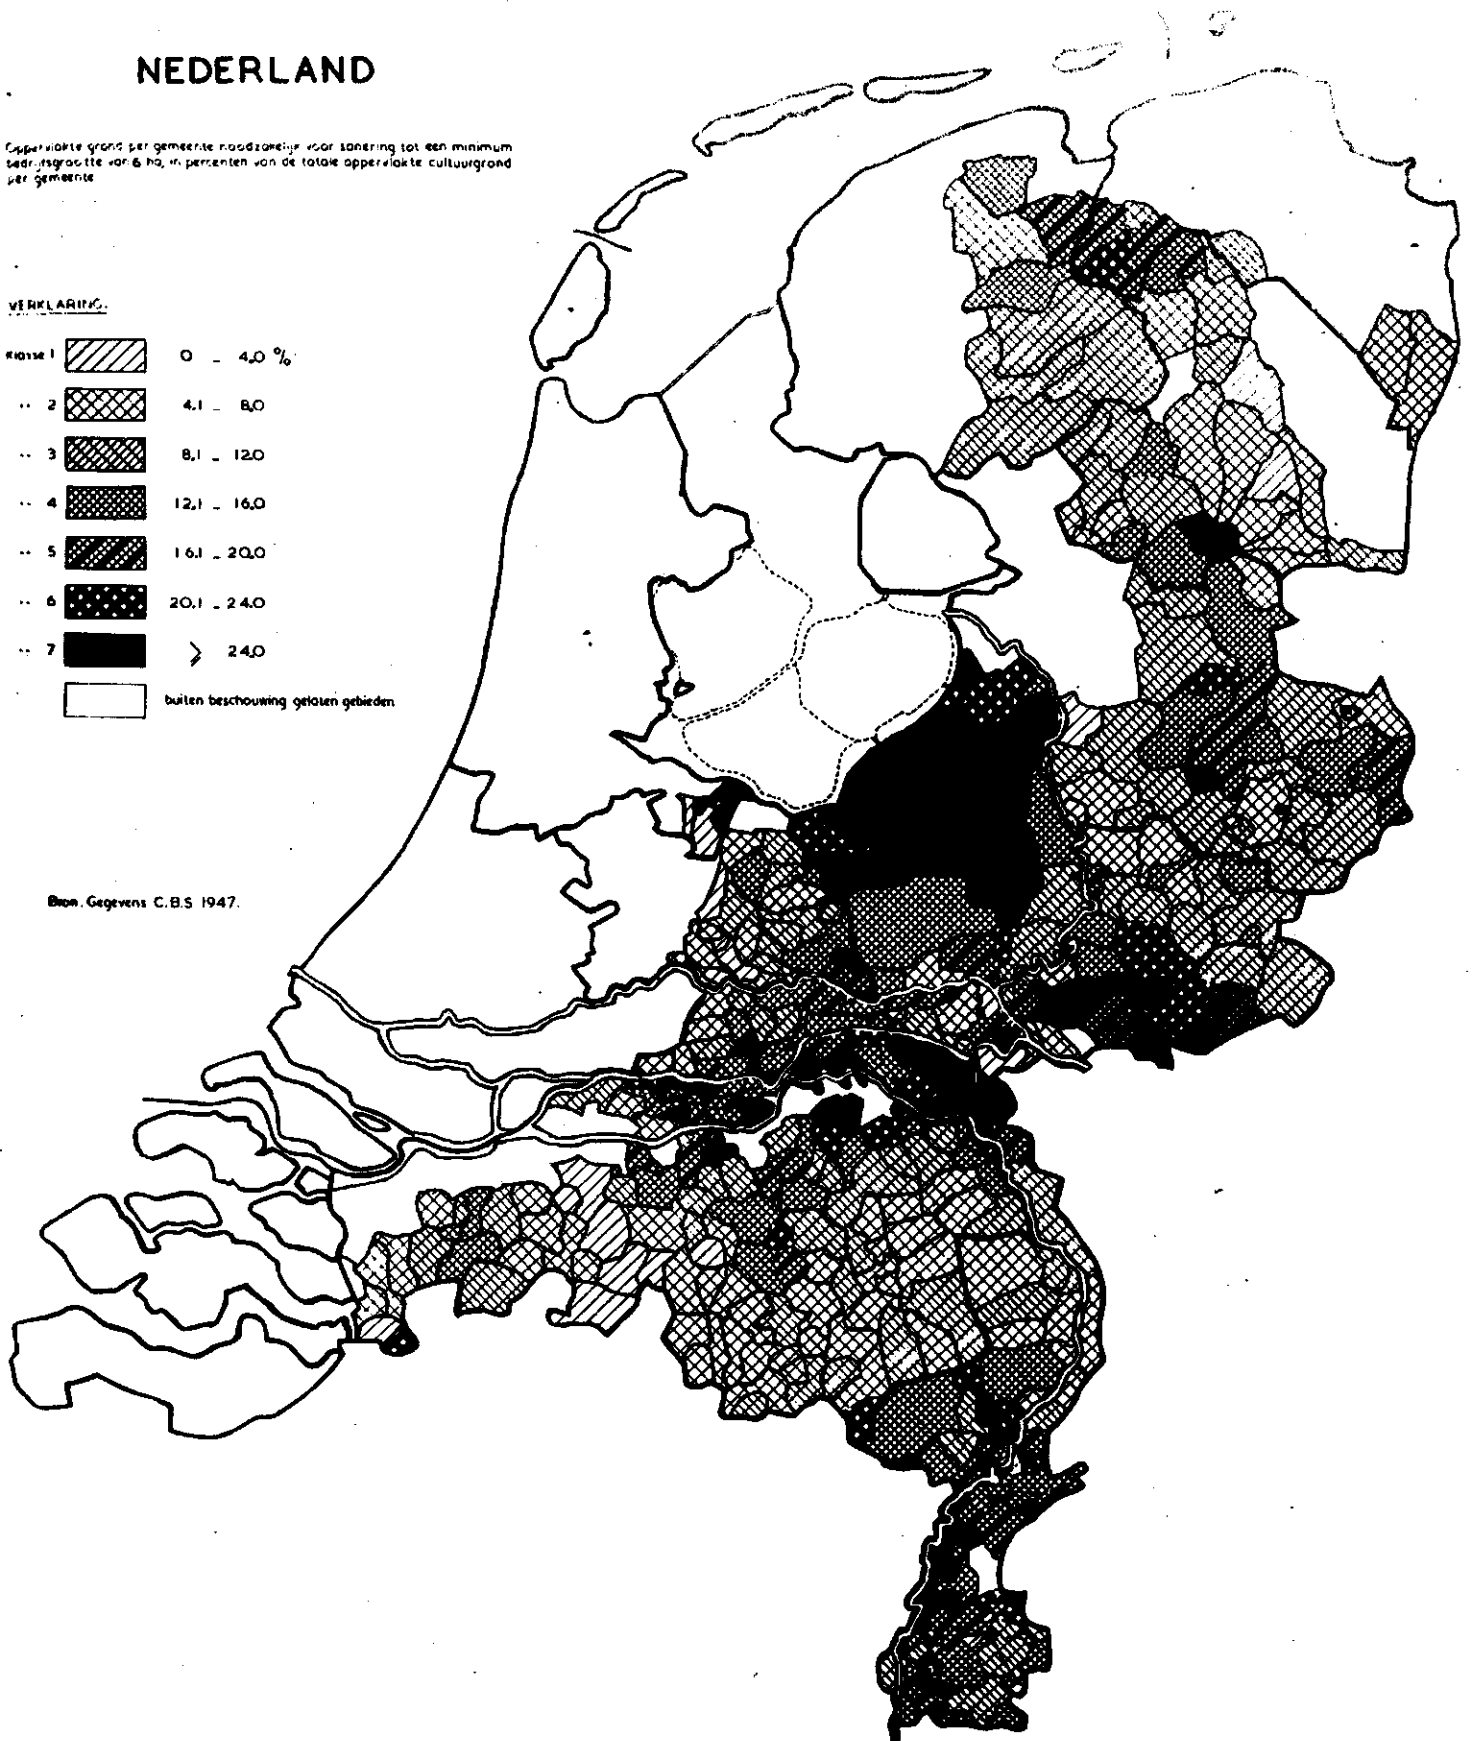 NEDERLAND
Oppervlakte grond per gemeente noodzakelijk voor sanering tot een minimum
bedrijfsgrootte van 6 ha, in percenten van de totale oppervlakte cultuurgrond
per gemeente
VERKLARING.
Klasse 1 0 - 4,0 %
.. 2 4,1 - 8,0
.. 3 8,1 - 12,0
.. 4 12,1 - 16,0
.. 5 16,1 - 20,0
.. 6 20,1 - 24,0
.. 7 ⩾ 24,0
buiten beschouwing gelaten gebieden
Bron. Gegevens C.B.S 1947.